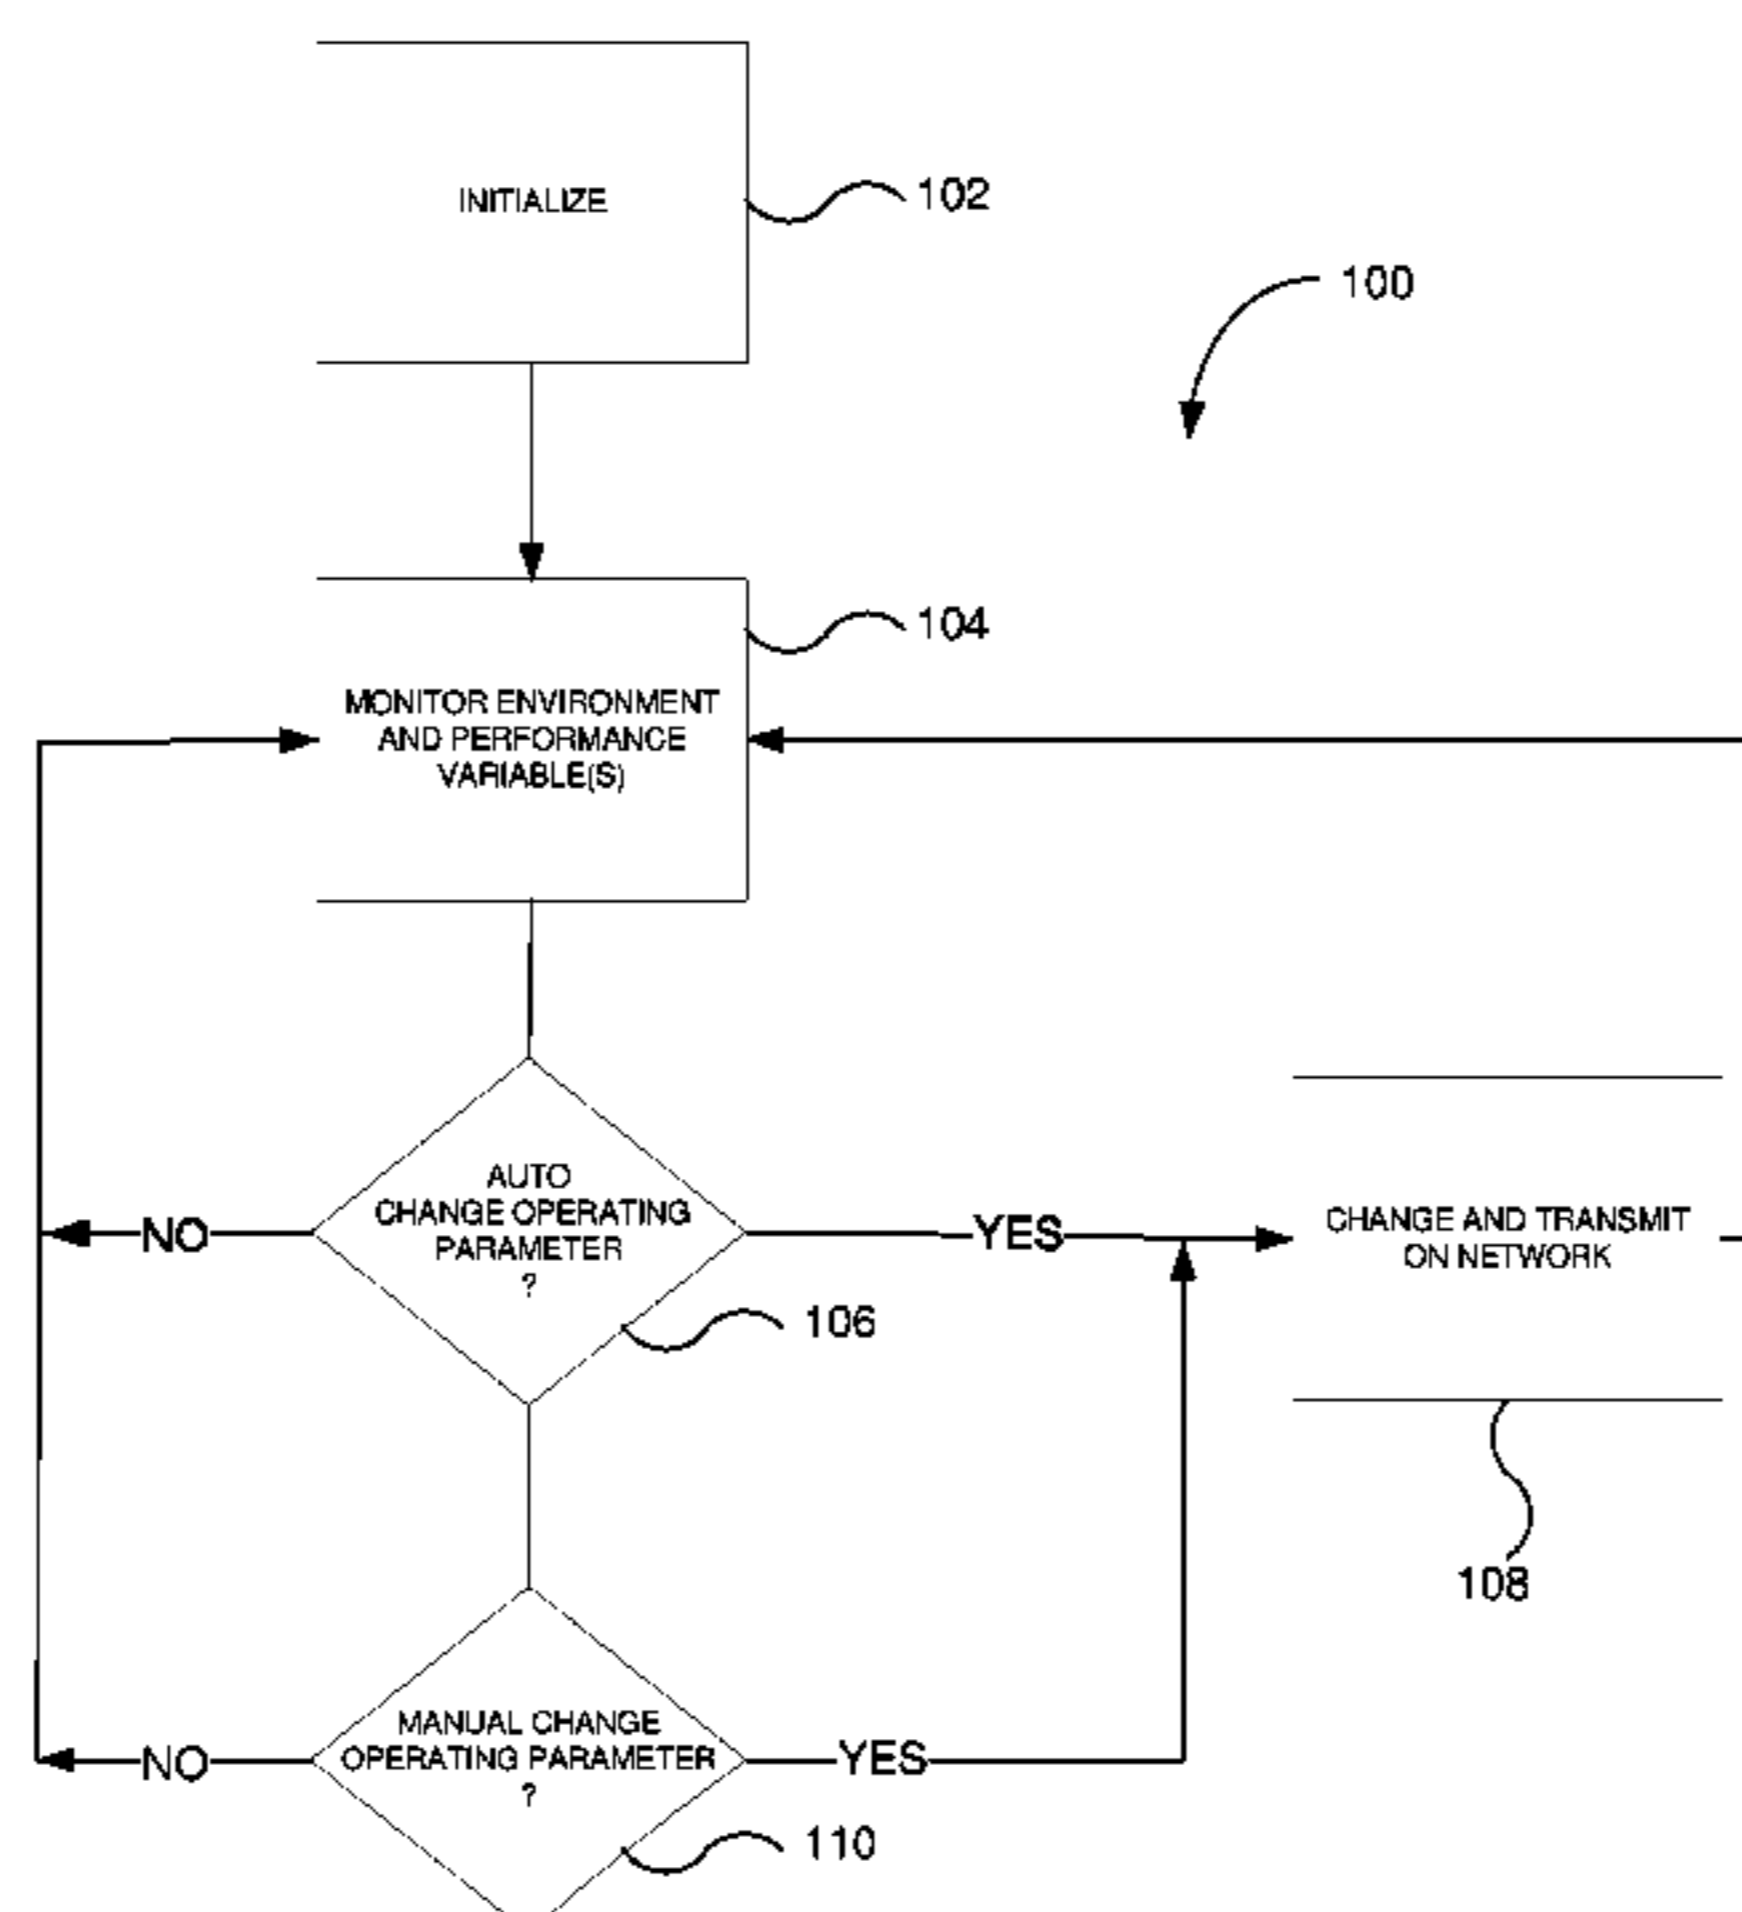 INITIALIZE
102
100
104
MONITOR ENVIRONMENT
AND PERFORMANCE
VARIABLE(S)
AUTO
CHANGE OPERATING
PARAMETER
?
NO
YES
CHANGE AND TRANSMIT
ON NETWORK
106
108
MANUAL CHANGE
OPERATING PARAMETER
?
NO
YES
110